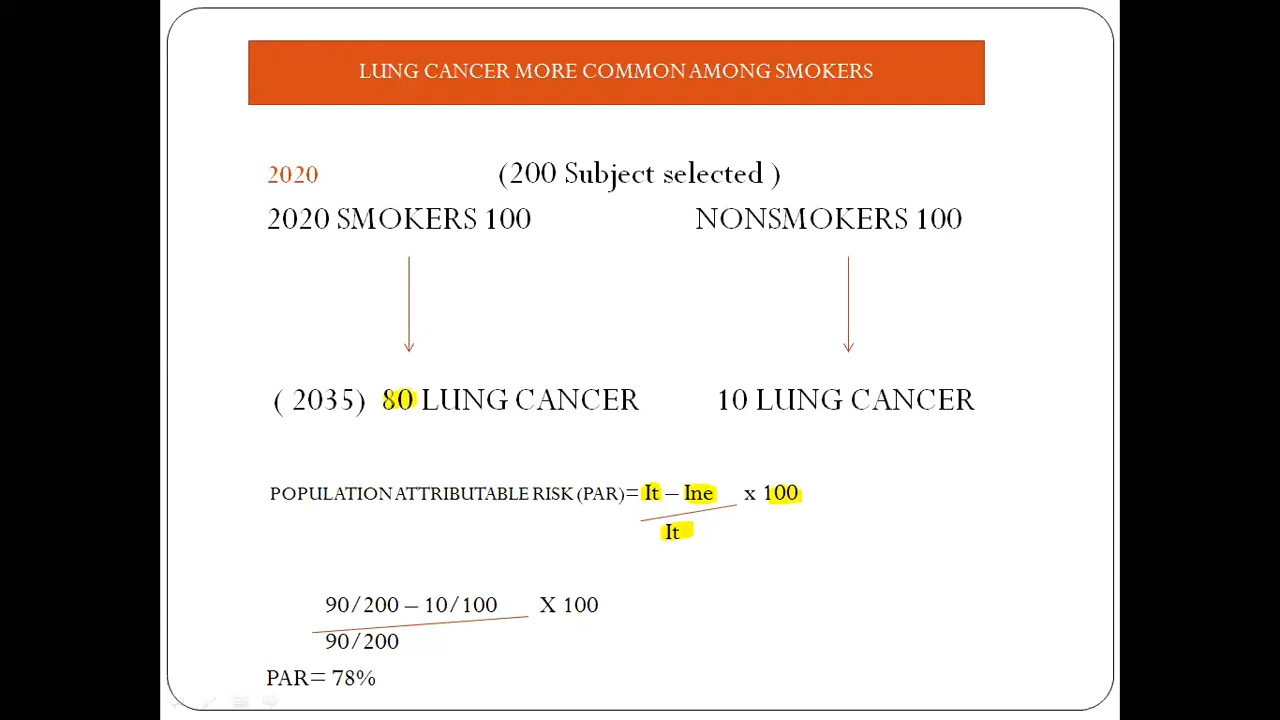 LUNG CANCER MORE COMMON AMONG SMOKERS
2020 (200 Subject selected )
2020 SMOKERS 100 NONSMOKERS 100
( 2035) 80 LUNG CANCER 10 LUNG CANCER
POPULATION ATTRIBUTABLE RISK (PAR)= It – Ine x 100
It
90/200 – 10/100 X 100
90/200
PAR= 78%